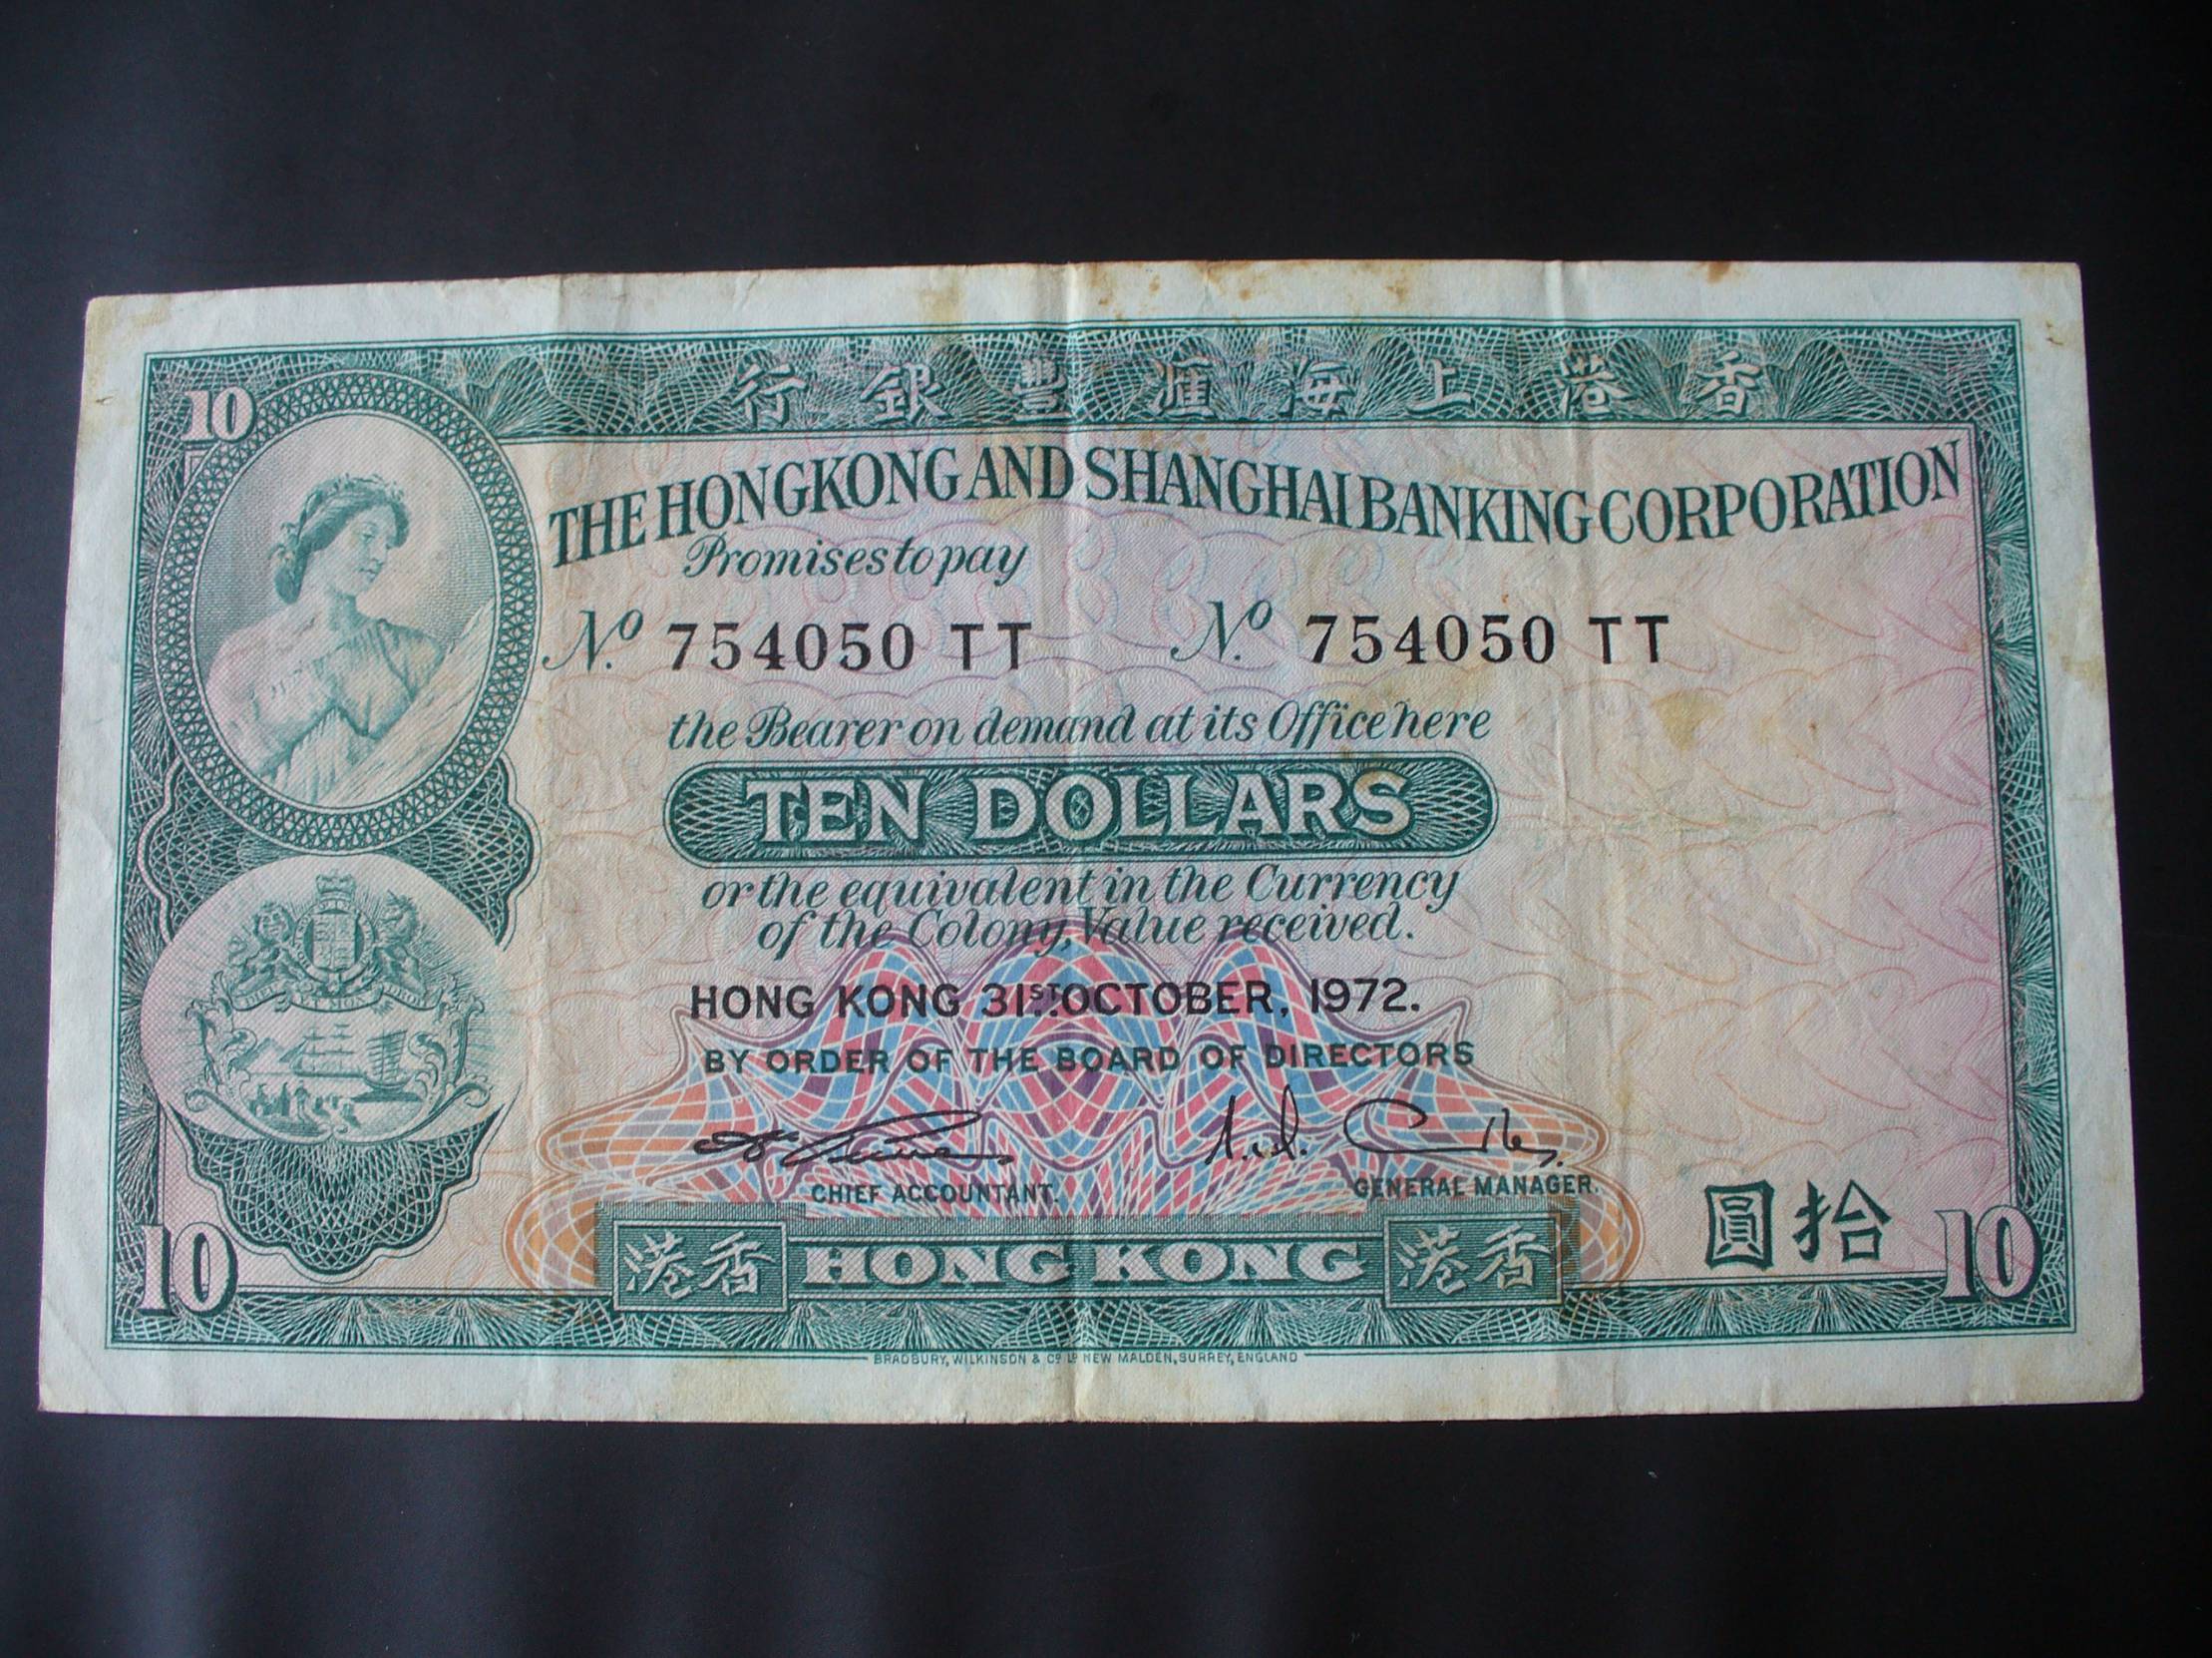 10
香港上海滙豐銀行
THE HONGKONG AND SHANGHAI BANKING CORPORATION
Promises to pay
No. 754050 TT No. 754050 TT
the Bearer on demand at its Office here
TEN DOLLARS
or the equivalent in the Currency
of the Colony, Value received.
HONG KONG 31ST. OCTOBER, 1972.
BY ORDER OF THE BOARD OF DIRECTORS
CHIEF ACCOUNTANT. GENERAL MANAGER.
拾圓
10 香港 HONG KONG 香港 10
BRADBURY, WILKINSON & Co. Ld. NEW MALDEN, SURREY, ENGLAND